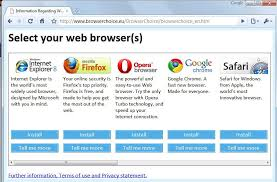 Information Regarding W...
www.browserchoice.eu/BrowserChoice/browserchoice_en.htm
Select your web browser(s)
Windows Internet Explorer 8
Internet Explorer is the world's most widely used browser, designed by Microsoft with you in mind.
Install
Tell me more
mozilla Firefox
Your online security is Firefox's top priority. Firefox is free, and made to help you get the most out of the web.
Install
Tell me more
Opera browser
The powerful and easy-to-use Web browser. Try the only browser with Opera Turbo technology, and speed up your Internet connection.
Install
Tell me more
Google chrome
Google Chrome. A fast new browser. Made for everyone.
Install
Tell me more
Safari
Safari for Windows from Apple, the world's most innovative browser.
Install
Tell me more
Further information, Terms of use and Privacy statement.